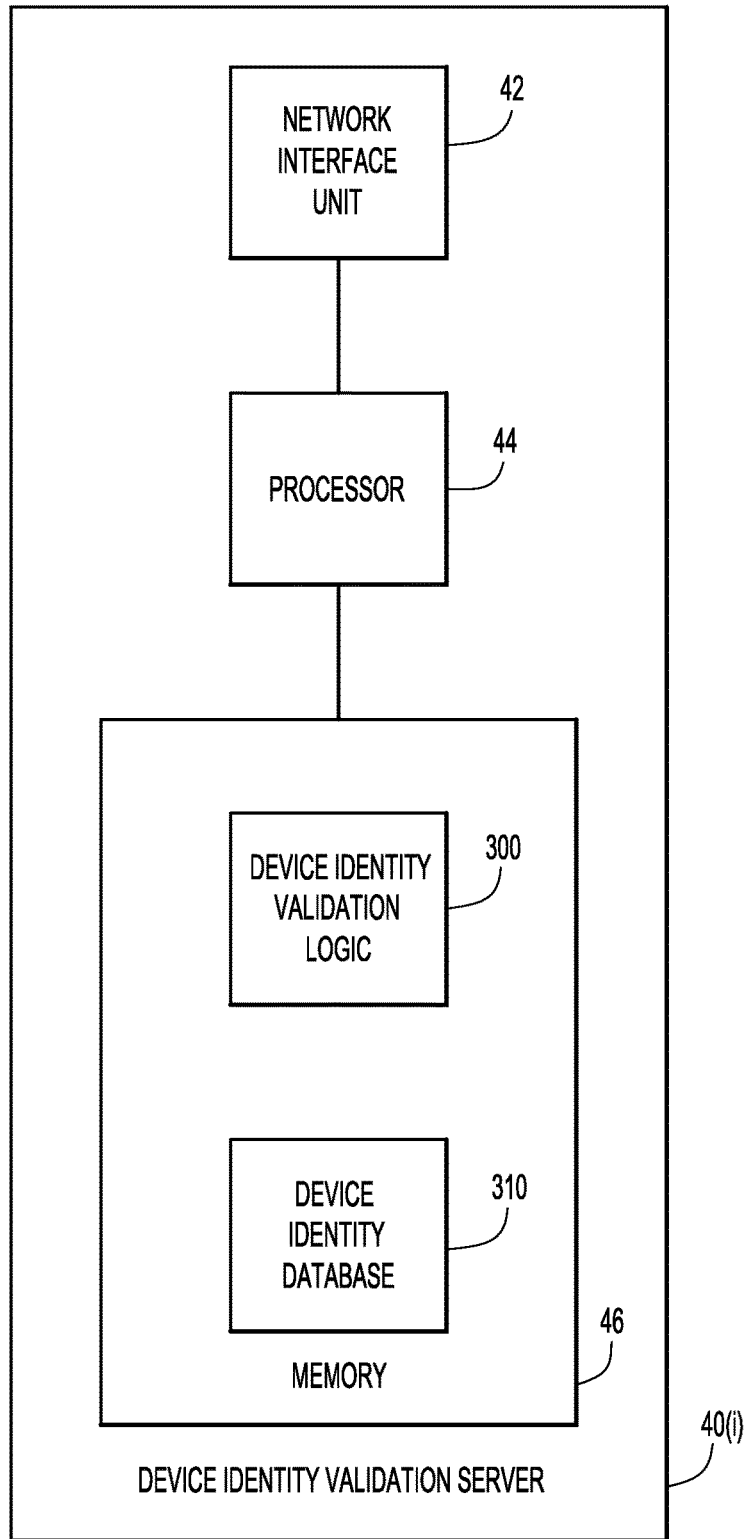 42
NETWORK
INTERFACE
UNIT
44
PROCESSOR
300
DEVICE IDENTITY
VALIDATION
LOGIC
310
DEVICE
IDENTITY
DATABASE
46
MEMORY
40(i)
DEVICE IDENTITY VALIDATION SERVER